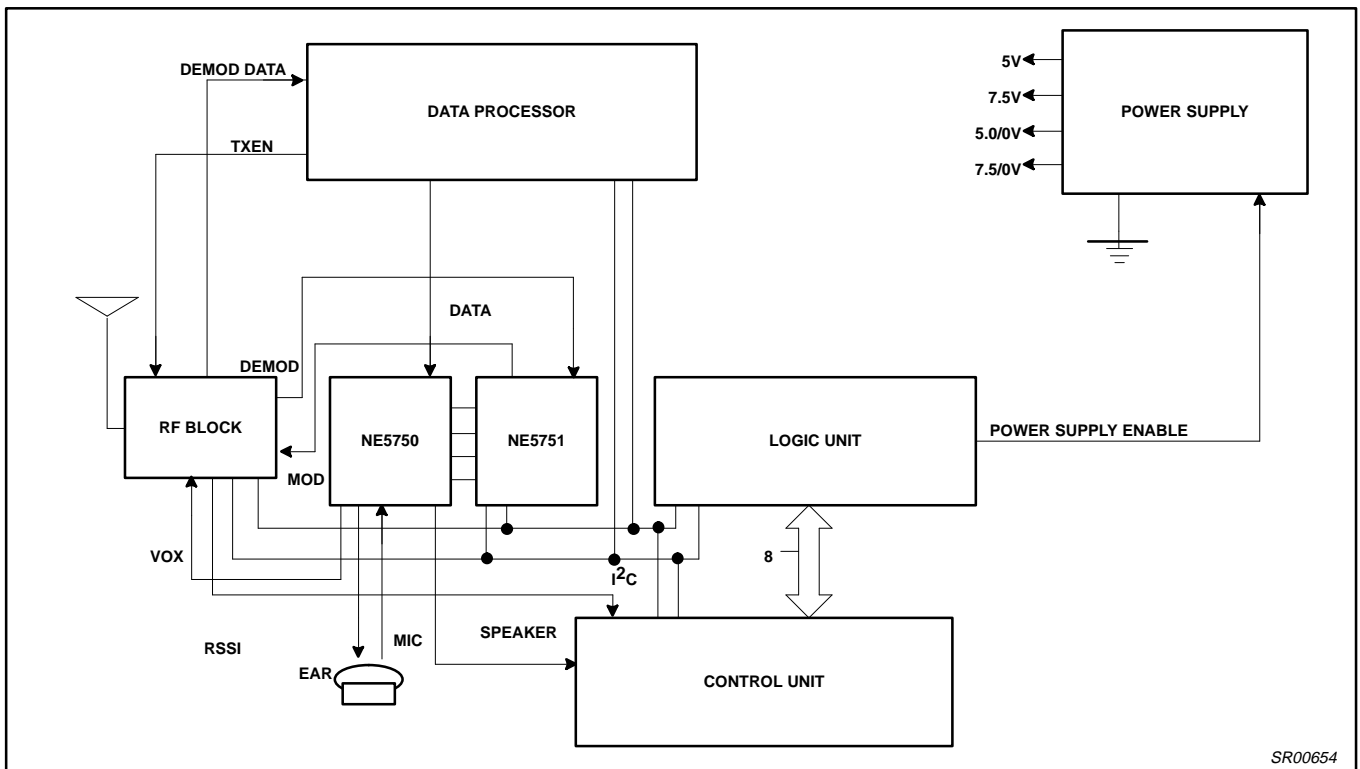 DEMOD DATA
DATA PROCESSOR
TXEN
5V
7.5V
5.0/0V
7.5/0V
POWER SUPPLY
DATA
DEMOD
RF BLOCK
NE5750
NE5751
LOGIC UNIT
POWER SUPPLY ENABLE
MOD
VOX
I²C
8
RSSI
MIC
SPEAKER
EAR
CONTROL UNIT
SR00654